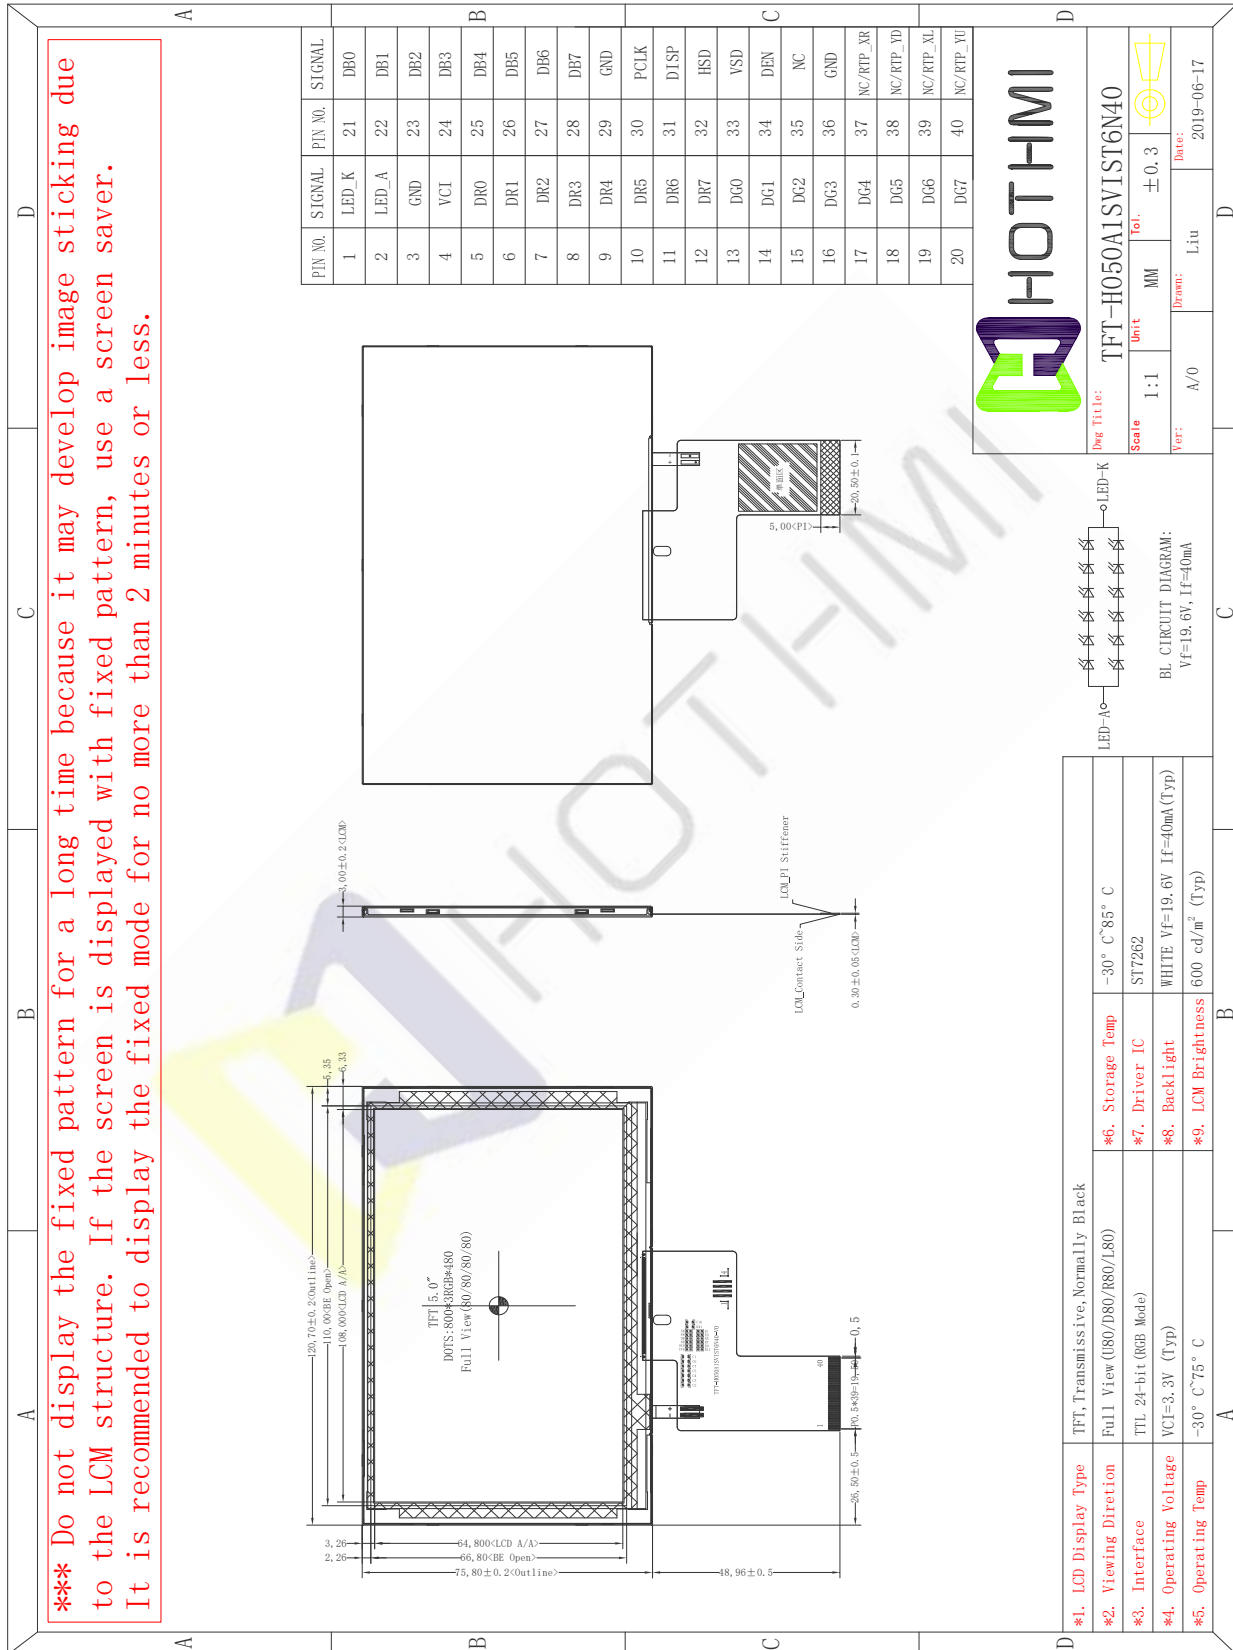 *** Do not display the fixed pattern for a long time because it may develop image sticking due
to the LCM structure. If the screen is displayed with fixed pattern, use a screen saver.
It is recommended to display the fixed mode for no more than 2 minutes or less.
A B C D
A B C D
A B C D
A B C D
120,70±0.2<Outline>
110,00<BE Open>
108,000<LCD A/A>
5,35
6,33
3,26
2,26
64,800<LCD A/A>
66,80<BE Open>
75,80±0.2<Outline>
48,96±0.5
TFT 5.0″
DOTS:800*3RGB*480
Full View(80/80/80/80)
1
40
26,50±0.5
P0.5*39=19,50
0,5
3,00±0.2<LCM>
LCM_Contact Side
LCM_PI Stiffener
0.30±0.05<LCM>
单面区
5,00<PI>
20,50±0.1
HOTHMI
PIN NO. SIGNAL PIN NO. SIGNAL
1 LED_K 21 DB0
2 LED_A 22 DB1
3 GND 23 DB2
4 VCI 24 DB3
5 DR0 25 DB4
6 DR1 26 DB5
7 DR2 27 DB6
8 DR3 28 DB7
9 DR4 29 GND
10 DR5 30 PCLK
11 DR6 31 DISP
12 DR7 32 HSD
13 DG0 33 VSD
14 DG1 34 DEN
15 DG2 35 NC
16 DG3 36 GND
17 DG4 37 NC/RTP_XR
18 DG5 38 NC/RTP_YD
19 DG6 39 NC/RTP_XL
20 DG7 40 NC/RTP_YU
*1. LCD Display Type TFT, Transmissive, Normally Black
*2. Viewing Diretion Full View(U80/D80/R80/L80)
*3. Interface TTL 24-bit(RGB Mode)
*4. Operating Voltage VCI=3.3V (Typ)
*5. Operating Temp -30° C~75° C
*6. Storage Temp -30° C~85° C
*7. Driver IC ST7262
*8. Backlight WHITE Vf=19.6V If=40mA(Typ)
*9. LCM Brightness 600 cd/m² (Typ)
LED-A LED-K
BL CIRCUIT DIAGRAM:
Vf=19.6V, If=40mA
HOTHMI
Dwg Title: TFT-H050A1SVIST6N40
Scale 1:1 Unit MM Tol. ±0.3
Ver: A/0 Drawn: Liu Date: 2019-06-17